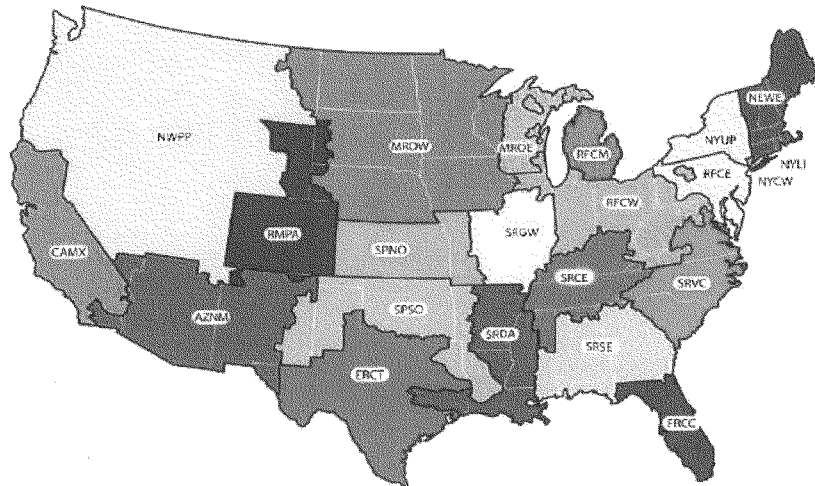 NEWE
NWPP
MROW
MROE
NYUP
RFCM
NYLI
NYCW
RFCE
RFCW
RMPA
SRGW
SPNO
CAMX
SRCE
SRVC
SPSO
AZNM
SRDA
SRSE
ERCT
FRCC